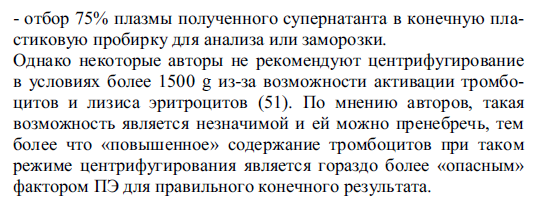 - отбор 75% плазмы полученного супернатанта в конечную пла-
стиковую пробирку для анализа или заморозки.
Однако некоторые авторы не рекомендуют центрифугирование
в условиях более 1500 g из-за возможности активации тромбо-
цитов и лизиса эритроцитов (51). По мнению авторов, такая
возможность является незначимой и ей можно пренебречь, тем
более что «повышенное» содержание тромбоцитов при таком
режиме центрифугирования является гораздо более «опасным»
фактором ПЭ для правильного конечного результата.